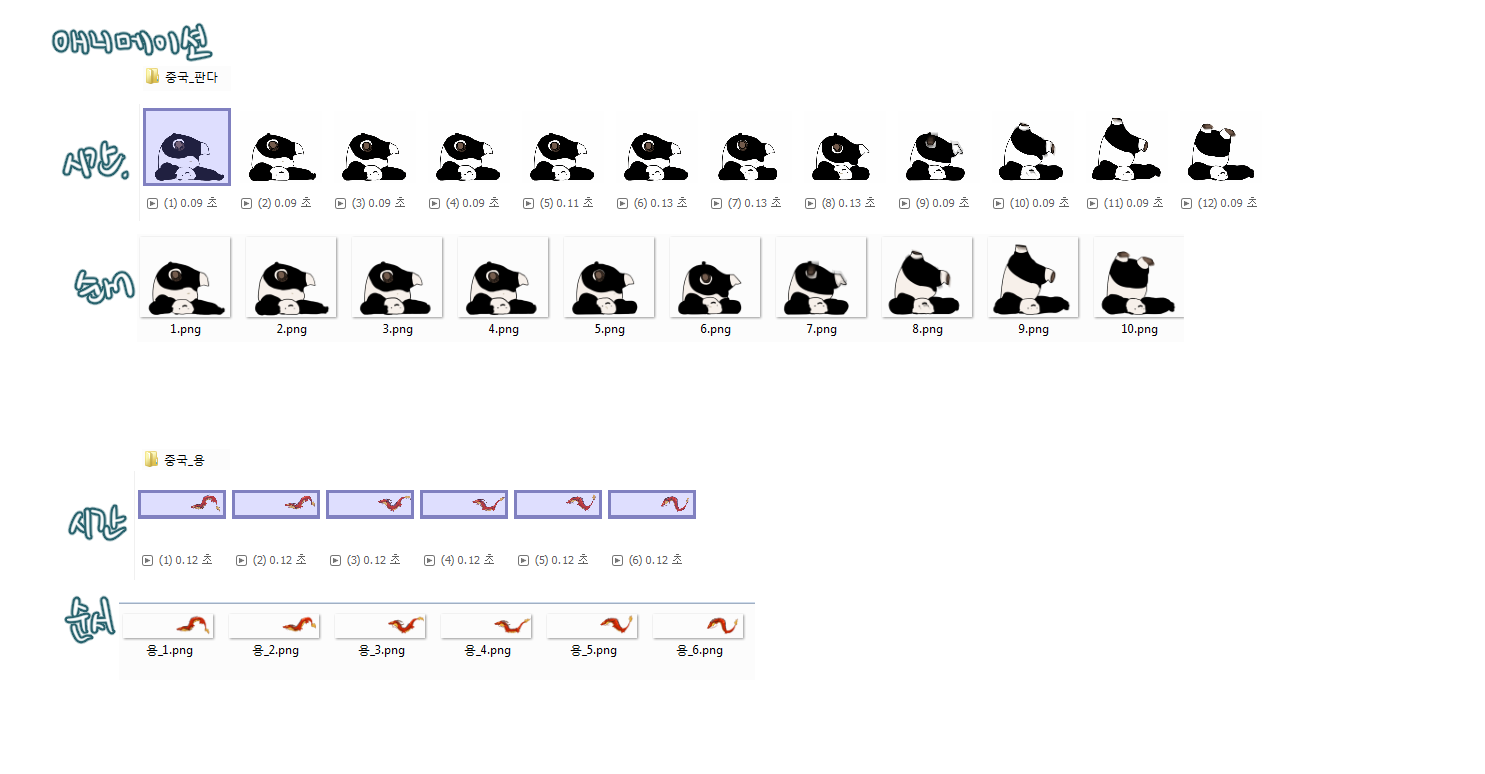 애니메이션
중국_판다
시간.
(1) 0.09 초 (2) 0.09 초 (3) 0.09 초 (4) 0.09 초 (5) 0.11 초 (6) 0.13 초 (7) 0.13 초 (8) 0.13 초 (9) 0.09 초 (10) 0.09 초 (11) 0.09 초 (12) 0.09 초
순서
1.png 2.png 3.png 4.png 5.png 6.png 7.png 8.png 9.png 10.png
중국_용
시간
(1) 0.12 초 (2) 0.12 초 (3) 0.12 초 (4) 0.12 초 (5) 0.12 초 (6) 0.12 초
순서
용_1.png 용_2.png 용_3.png 용_4.png 용_5.png 용_6.png